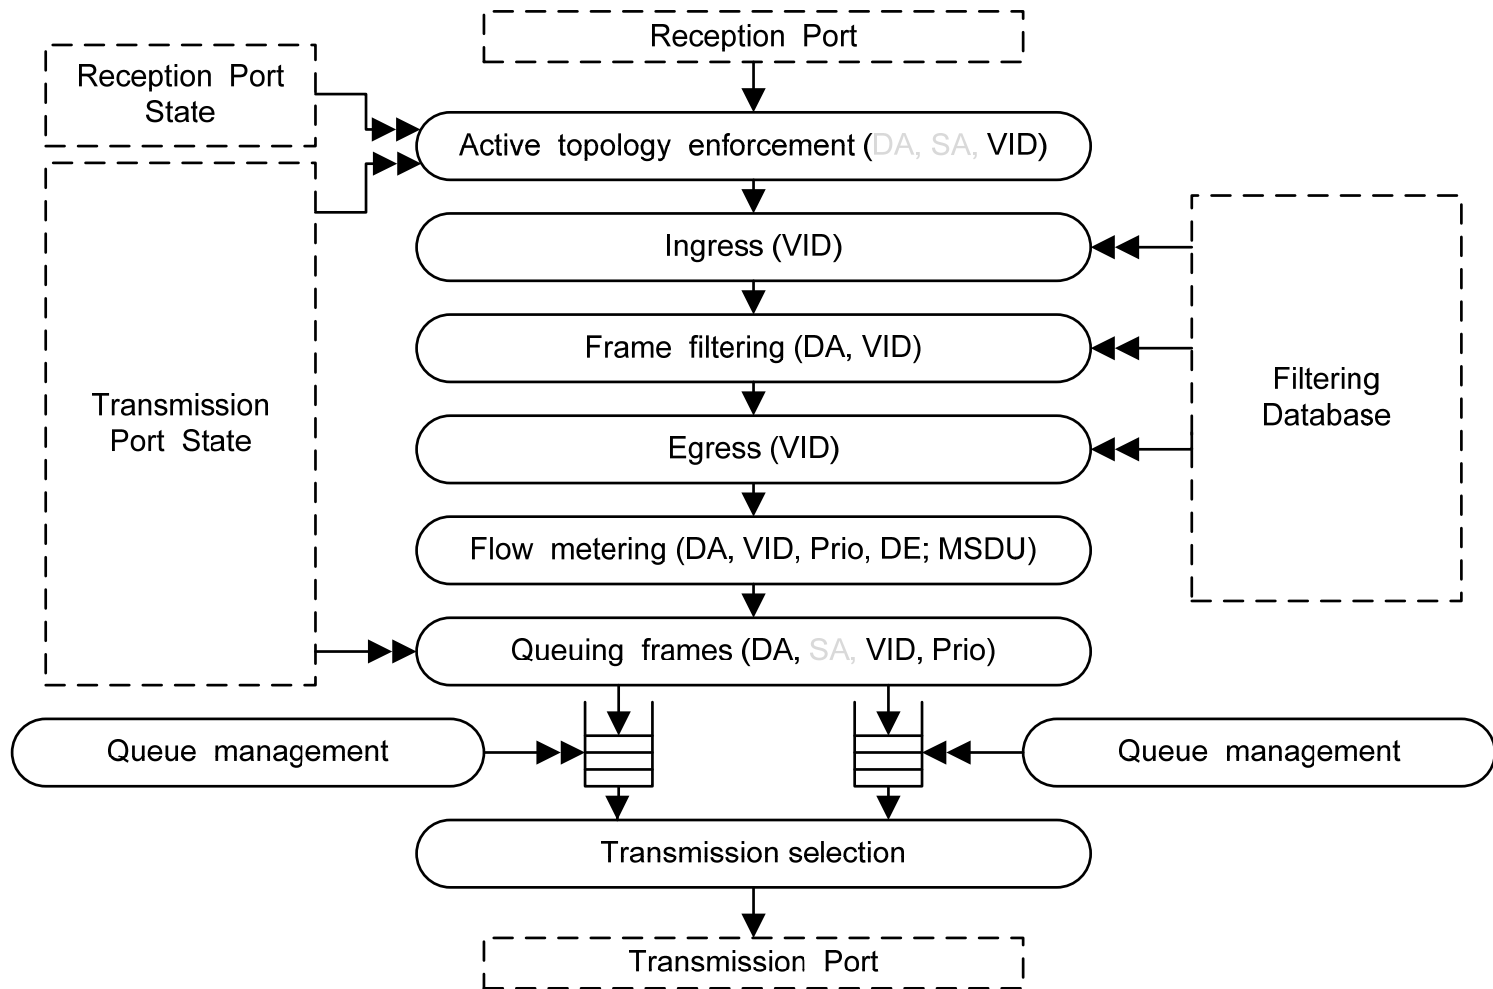 Reception Port
Reception Port
State
Active topology enforcement (DA, SA, VID)
Ingress (VID)
Frame filtering (DA, VID)
Filtering
Database
Transmission
Port State
Egress (VID)
Flow metering (DA, VID, Prio, DE; MSDU)
Queuing frames (DA, SA, VID, Prio)
Queue management
Queue management
Transmission selection
Transmission Port